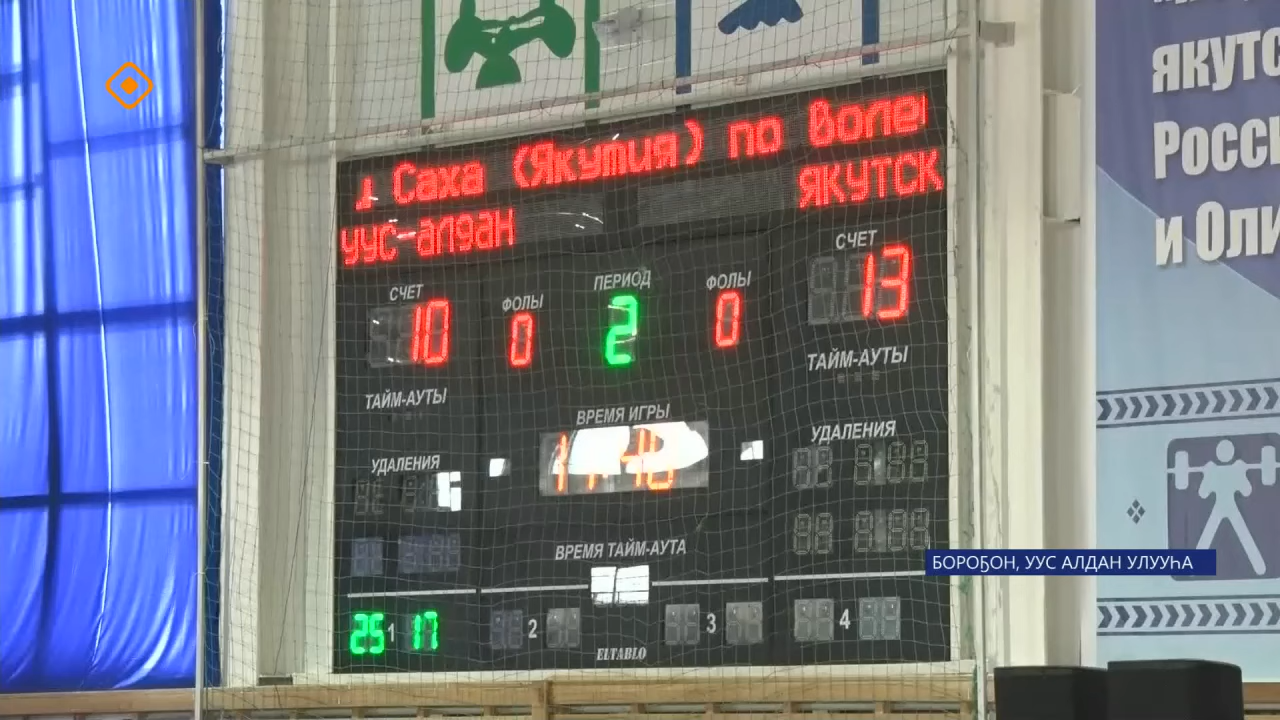 Саха (Якутия) по Волей
УУС-алдан ЯКУТСК
СЧЕТ ФОЛЫ ПЕРИОД ФОЛЫ СЧЕТ
10 0 2 0 13
ТАЙМ-АУТЫ ТАЙМ-АУТЫ
ВРЕМЯ ИГРЫ
УДАЛЕНИЯ УДАЛЕНИЯ
ВРЕМЯ ТАЙМ-АУТА
25 1 17 2 3 4
ELTABLO
ЯКУТС
РОССИ
и Оли
БОРОҔОН, УУС АЛДАН УЛУУҺА